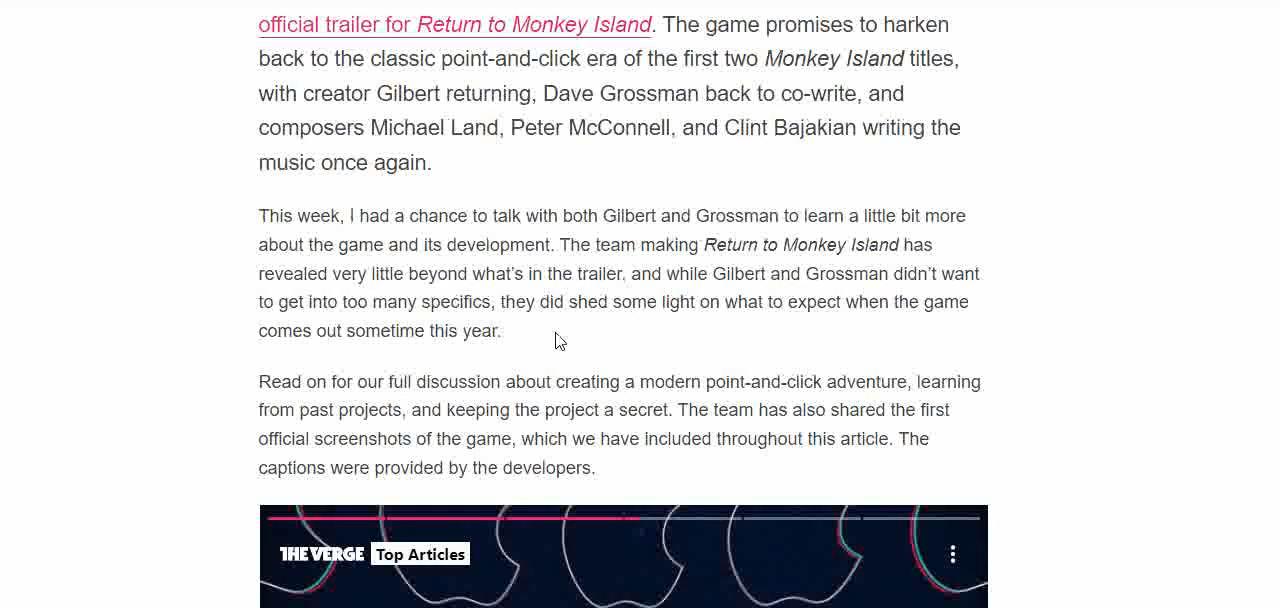 official trailer for Return to Monkey Island. The game promises to harken
back to the classic point-and-click era of the first two Monkey Island titles,
with creator Gilbert returning, Dave Grossman back to co-write, and
composers Michael Land, Peter McConnell, and Clint Bajakian writing the
music once again.
This week, I had a chance to talk with both Gilbert and Grossman to learn a little bit more
about the game and its development. The team making Return to Monkey Island has
revealed very little beyond what’s in the trailer, and while Gilbert and Grossman didn’t want
to get into too many specifics, they did shed some light on what to expect when the game
comes out sometime this year.
Read on for our full discussion about creating a modern point-and-click adventure, learning
from past projects, and keeping the project a secret. The team has also shared the first
official screenshots of the game, which we have included throughout this article. The
captions were provided by the developers.
THE VERGE Top Articles